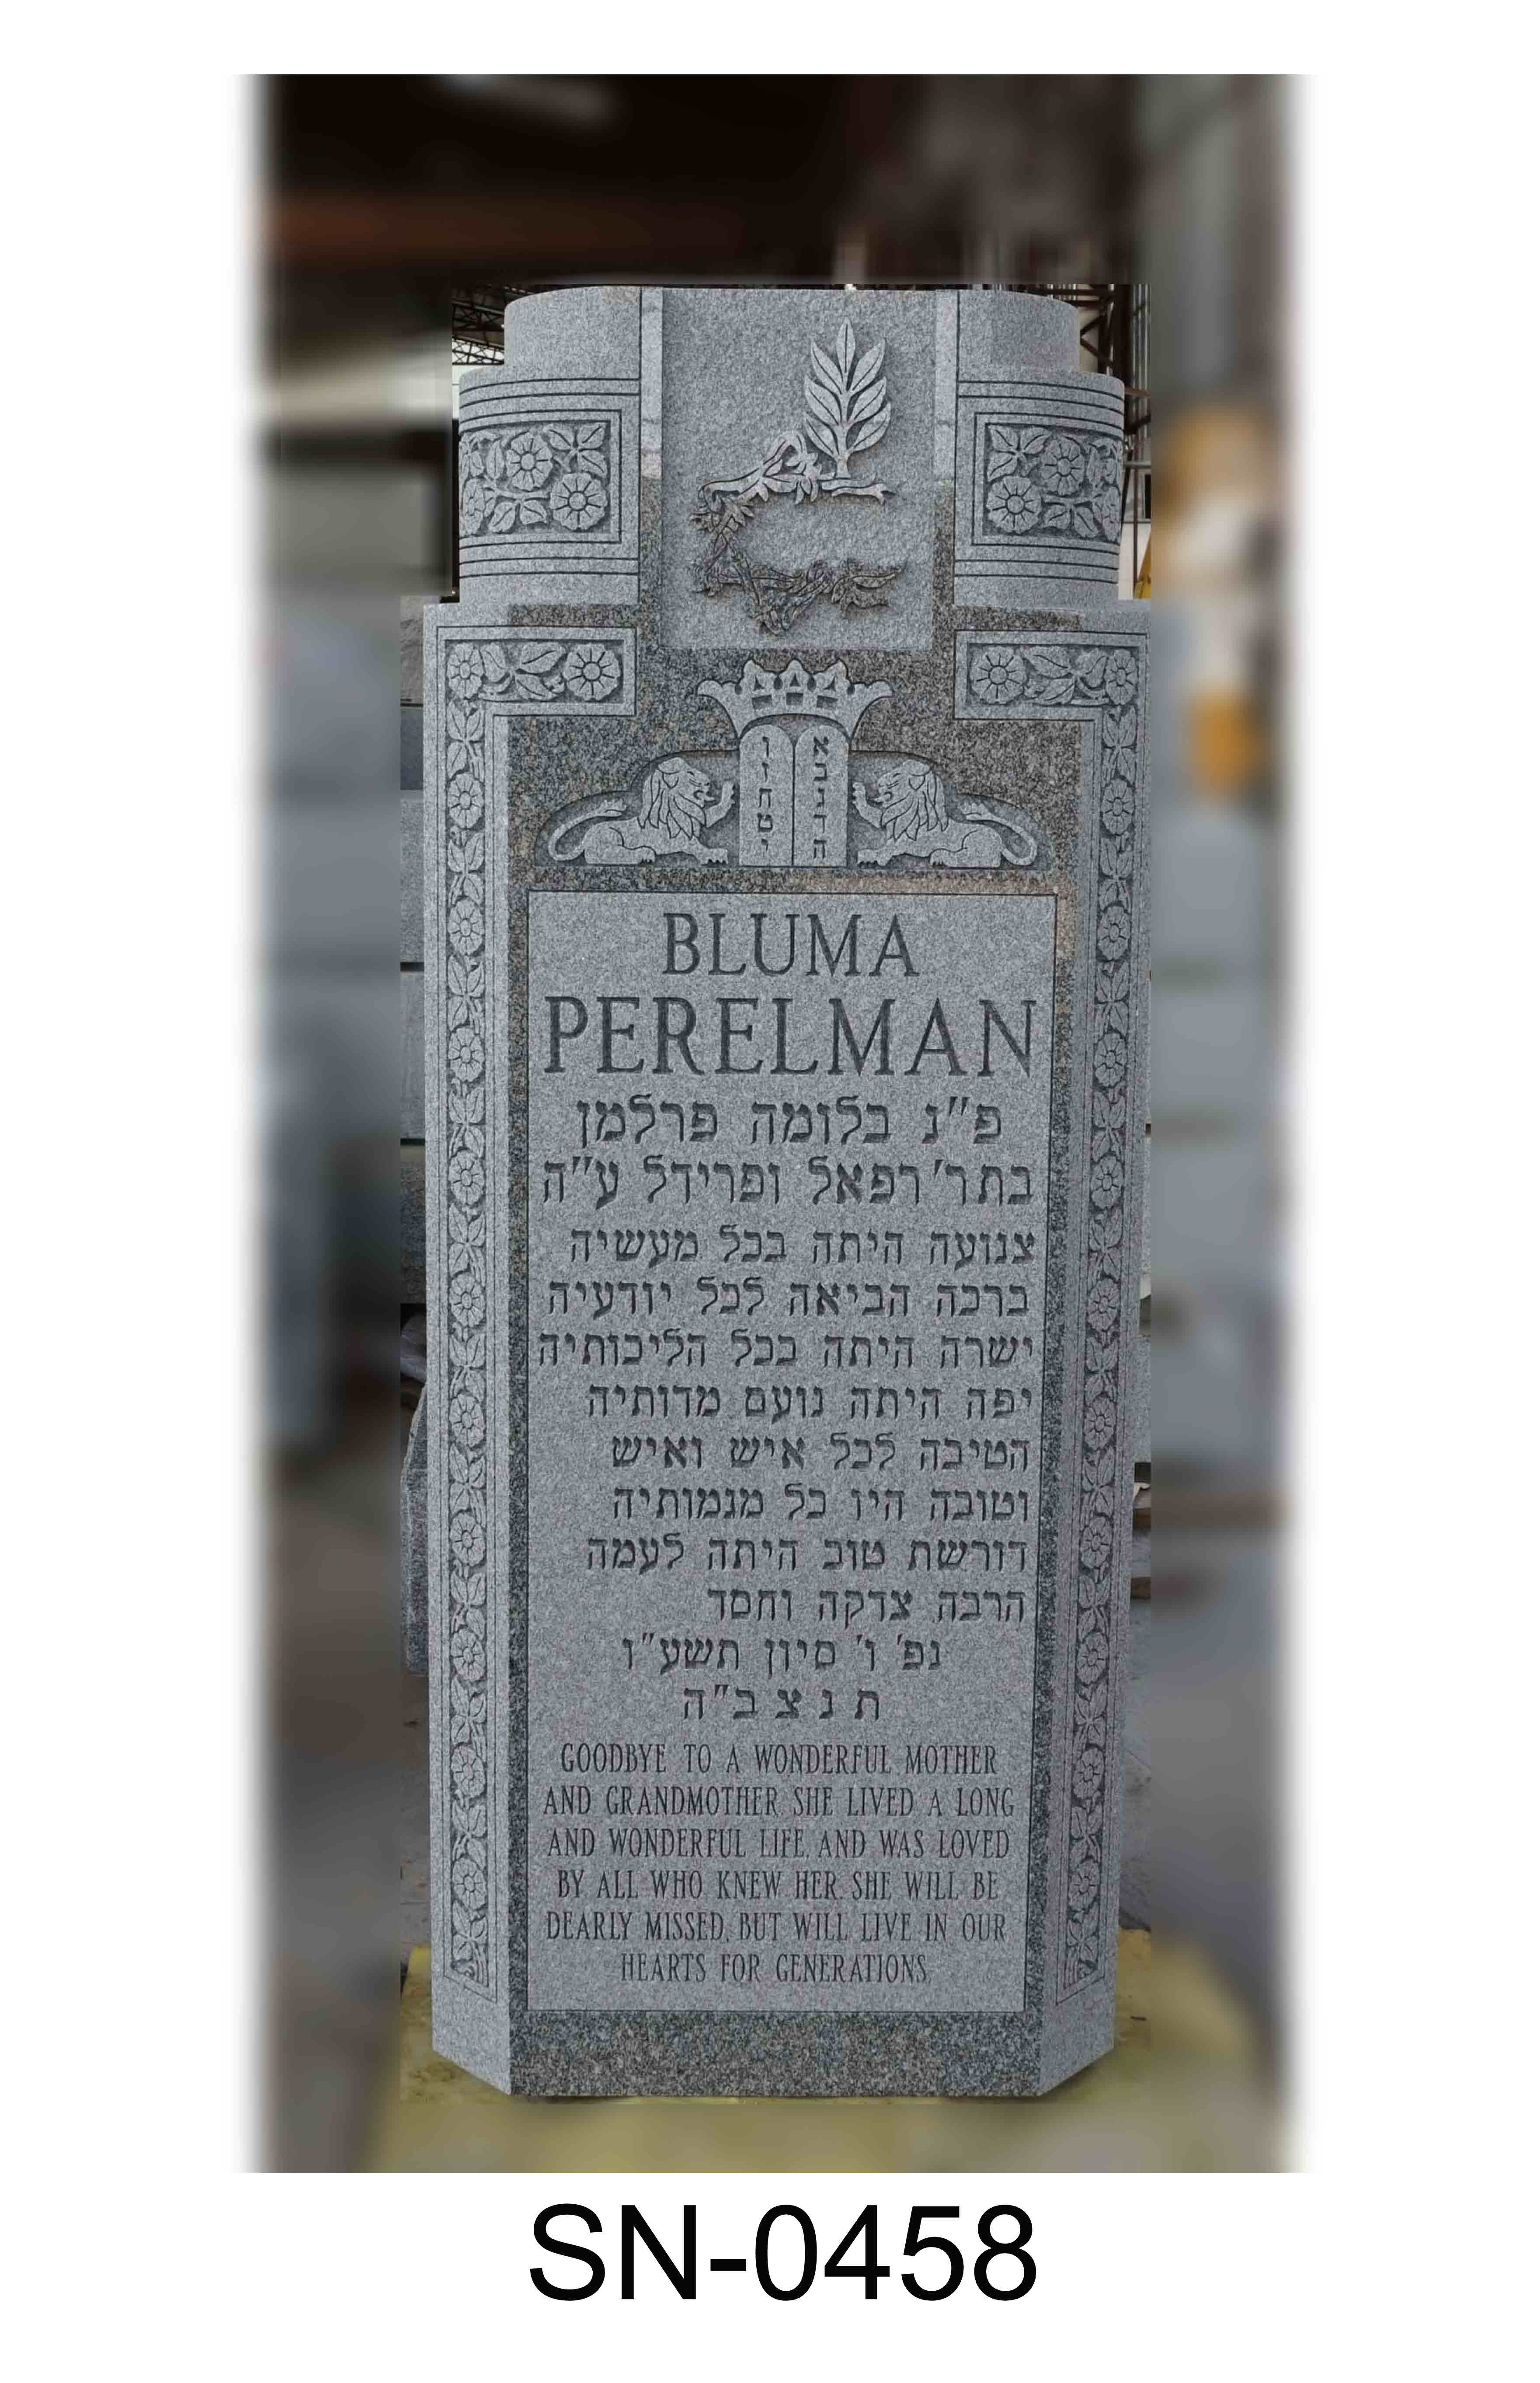 א ו
ב ז
ג ח
ד ט
ה י
BLUMA
PERELMAN
פ"נ בלומה פרלמן
בתר' רפאל ופרידל ע"ה
צנועה היתה בכל מעשיה
ברכה הביאה לכל יודעיה
ישרה היתה בכל הליכותיה
יפה היתה נועם מדותיה
הטיבה לכל איש ואיש
וטובה היו כל מגמותיה
דורשת טוב היתה לעמה
הרבה צדקה וחסד
נפ' ו' סיון תשע"ו
ת נ צ ב"ה
GOODBYE TO A WONDERFUL MOTHER
AND GRANDMOTHER. SHE LIVED A LONG
AND WONDERFUL LIFE, AND WAS LOVED
BY ALL WHO KNEW HER. SHE WILL BE
DEARLY MISSED, BUT WILL LIVE IN OUR
HEARTS FOR GENERATIONS.
SN-0458